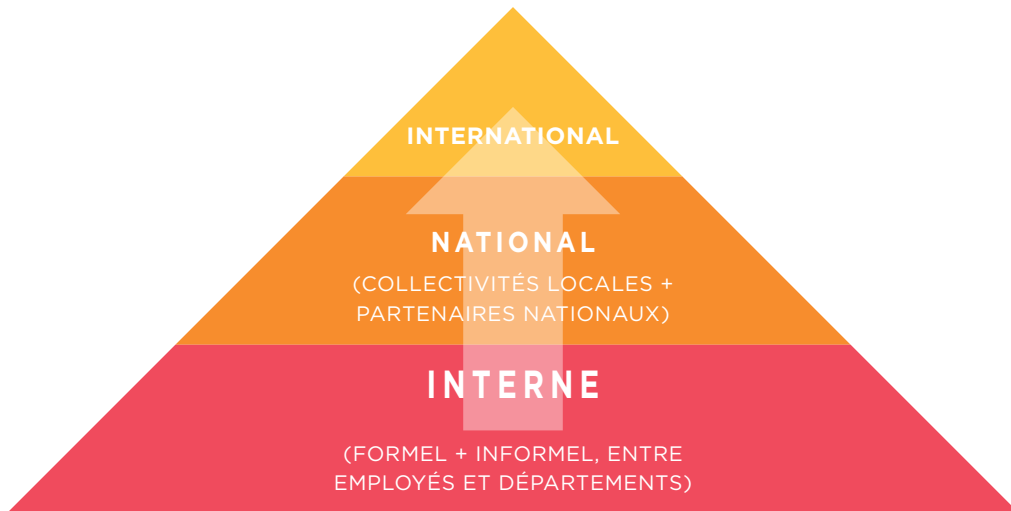 INTERNATIONAL
NATIONAL
(COLLECTIVITÉS LOCALES +
PARTENAIRES NATIONAUX)
INTERNE
(FORMEL + INFORMEL, ENTRE
EMPLOYÉS ET DÉPARTEMENTS)